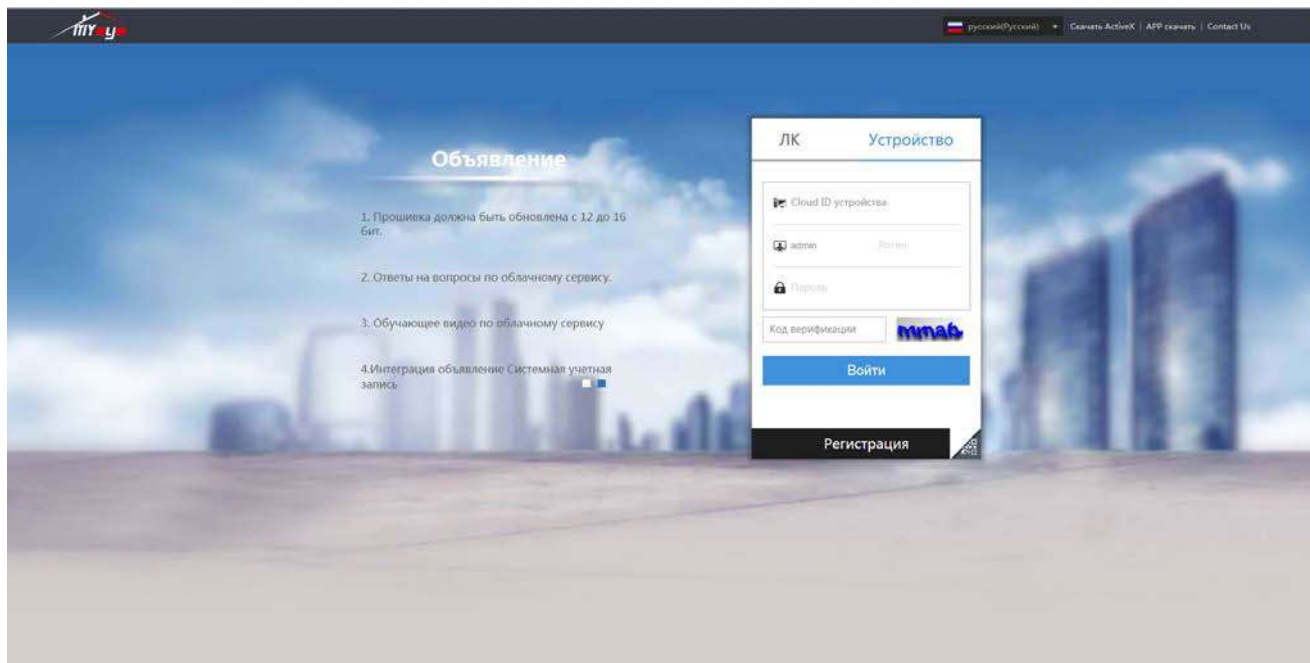 mYeye
русский(Русский)
Скачать ActiveX | APP скачать | Contact Us
Объявление
1. Прошивка должна быть обновлена с 12 до 16
бит.
2. Ответы на вопросы по облачному сервису.
3. Обучающее видео по облачному сервису
4.Интеграция объявление Системная учетная
запись
ЛК Устройство
Cloud ID устройства
admin Логин
Пароль
Код верификации mmab
Войти
Регистрация